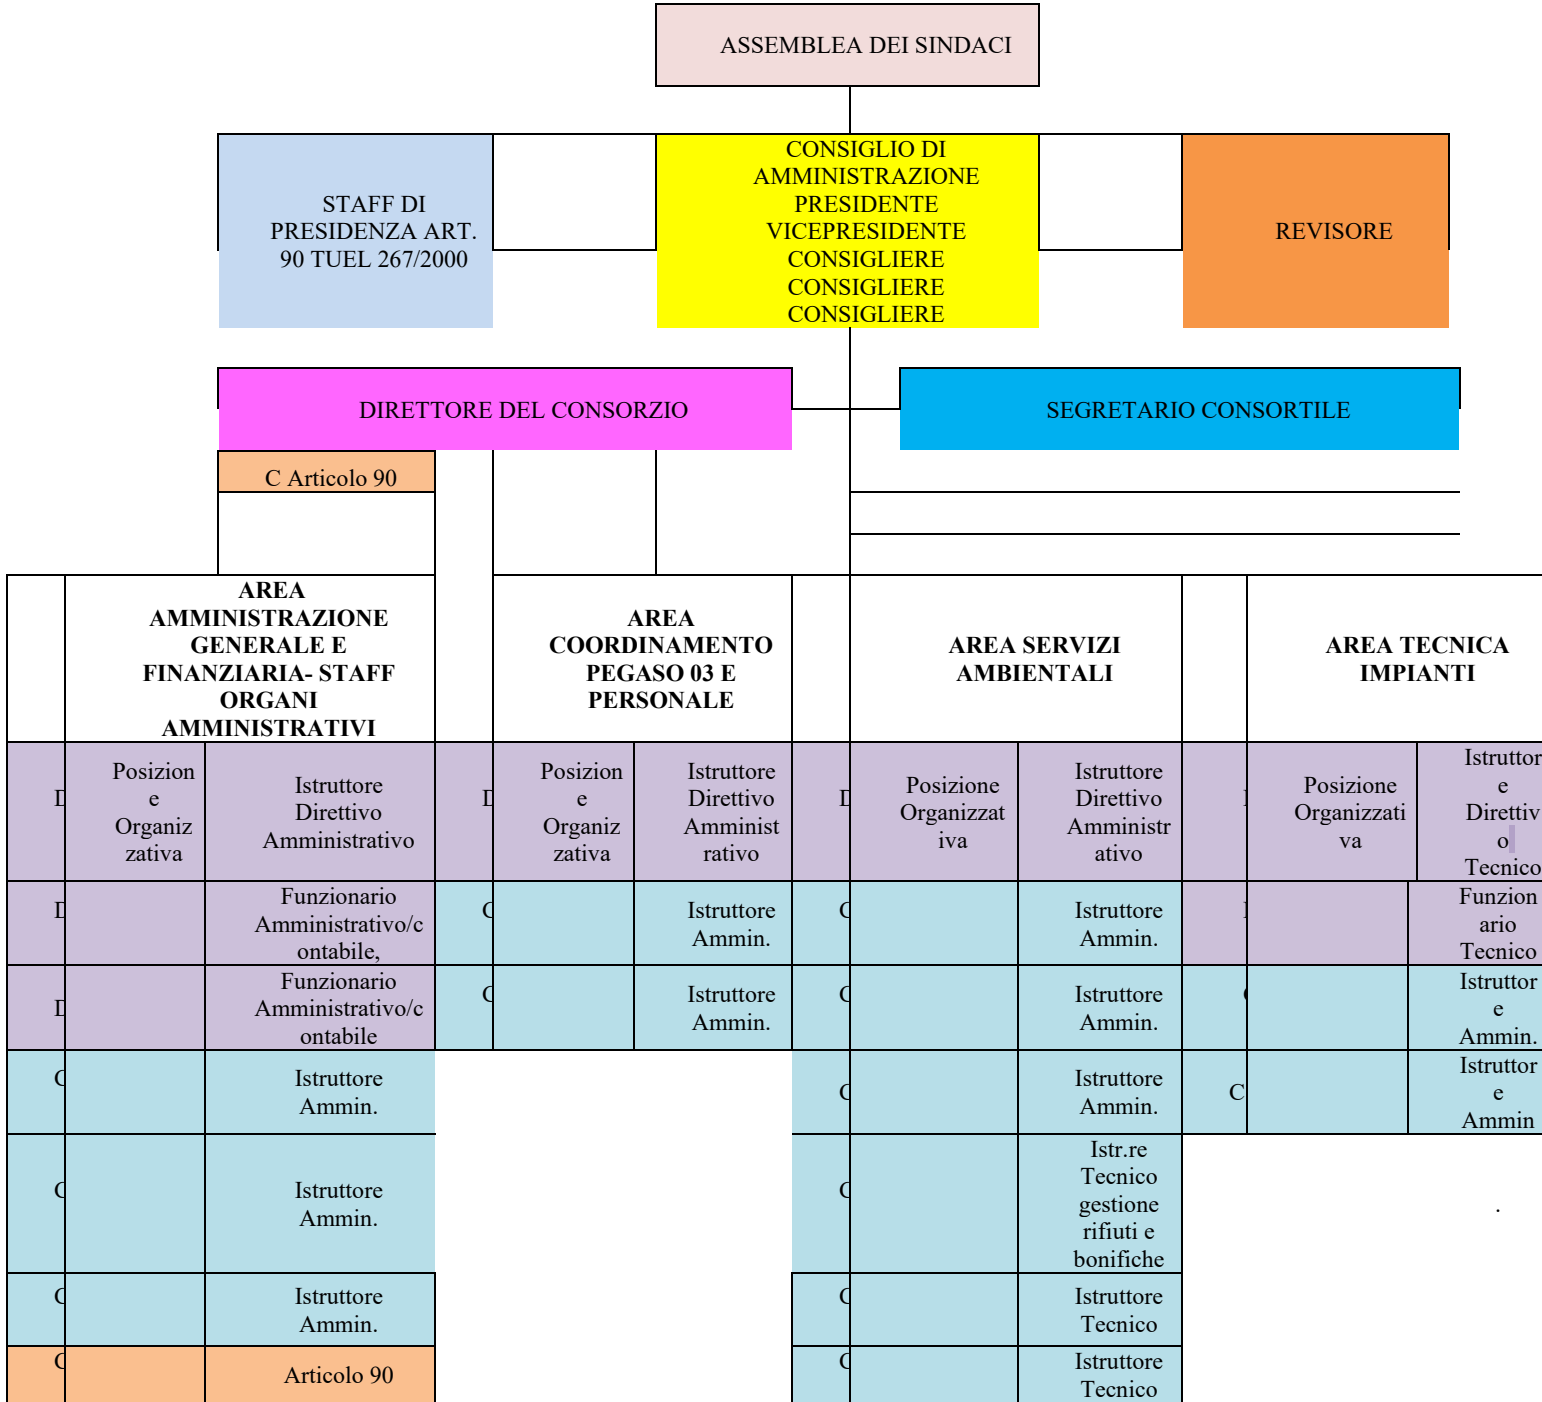 ASSEMBLEA DEI SINDACI
STAFF DI
PRESIDENZA ART.
90 TUEL 267/2000
CONSIGLIO DI
AMMINISTRAZIONE
PRESIDENTE
VICEPRESIDENTE
CONSIGLIERE
CONSIGLIERE
CONSIGLIERE
REVISORE
DIRETTORE DEL CONSORZIO
SEGRETARIO CONSORTILE
C Articolo 90
AREA
AMMINISTRAZIONE
GENERALE E
FINANZIARIA- STAFF
ORGANI
AMMINISTRATIVI
AREA
COORDINAMENTO
PEGASO 03 E
PERSONALE
AREA SERVIZI
AMBIENTALI
AREA TECNICA
IMPIANTI
D
Posizion
e
Organiz
zativa
Istruttore
Direttivo
Amministrativo
D
Posizion
e
Organiz
zativa
Istruttore
Direttivo
Amminist
rativo
D
Posizione
Organizzat
iva
Istruttore
Direttivo
Amministr
ativo
Posizione
Organizzati
va
Istruttor
e
Direttiv
o
Tecnico
D
Funzionario
Amministrativo/c
ontabile,
C
Istruttore
Ammin.
C
Istruttore
Ammin.
Funzion
ario
Tecnico
D
Funzionario
Amministrativo/c
ontabile
C
Istruttore
Ammin.
C
Istruttore
Ammin.
Istruttor
e
Ammin.
C
Istruttore
Ammin.
C
Istruttore
Ammin.
C
Istruttor
e
Ammin
C
Istruttore
Ammin.
C
Istr.re
Tecnico
gestione
rifiuti e
bonifiche
.
C
Istruttore
Ammin.
C
Istruttore
Tecnico
C
Articolo 90
C
Istruttore
Tecnico